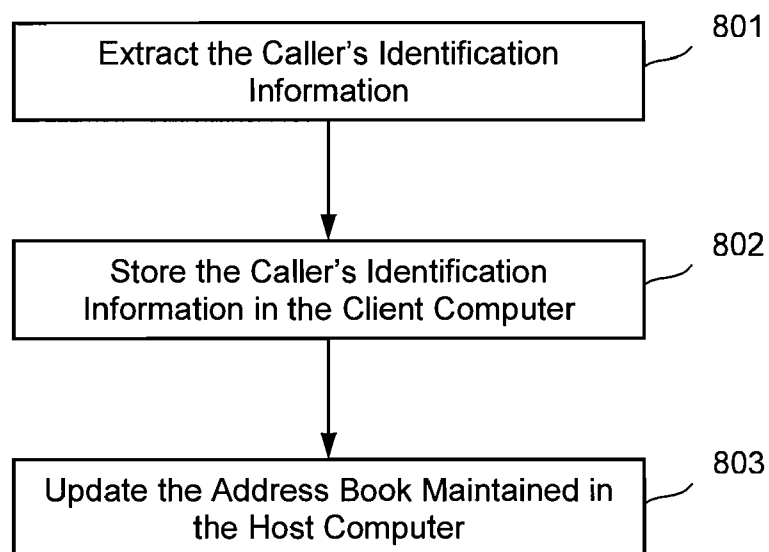 801
Extract the Caller's Identification
Information
802
Store the Caller's Identification
Information in the Client Computer
803
Update the Address Book Maintained in
the Host Computer